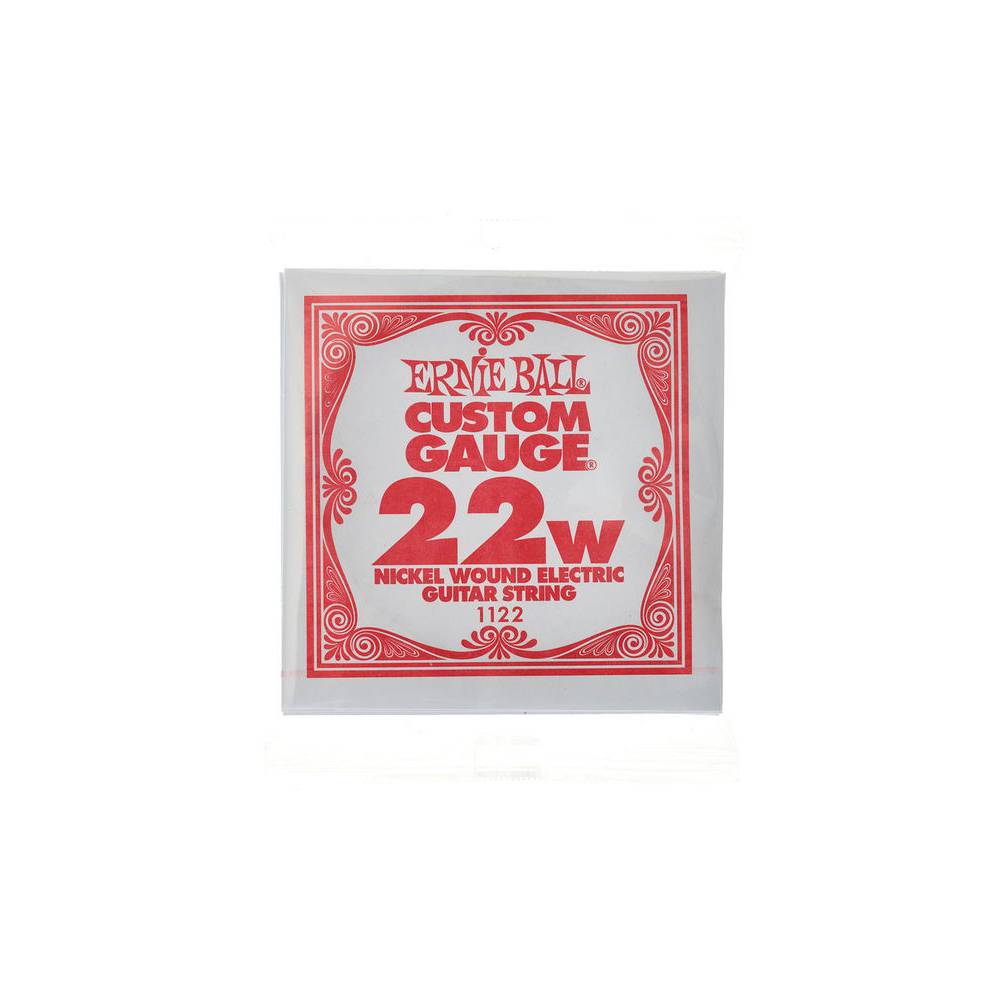 ERNIE BALL®
CUSTOM
GAUGE®
22w
NICKEL WOUND ELECTRIC
GUITAR STRING
1122